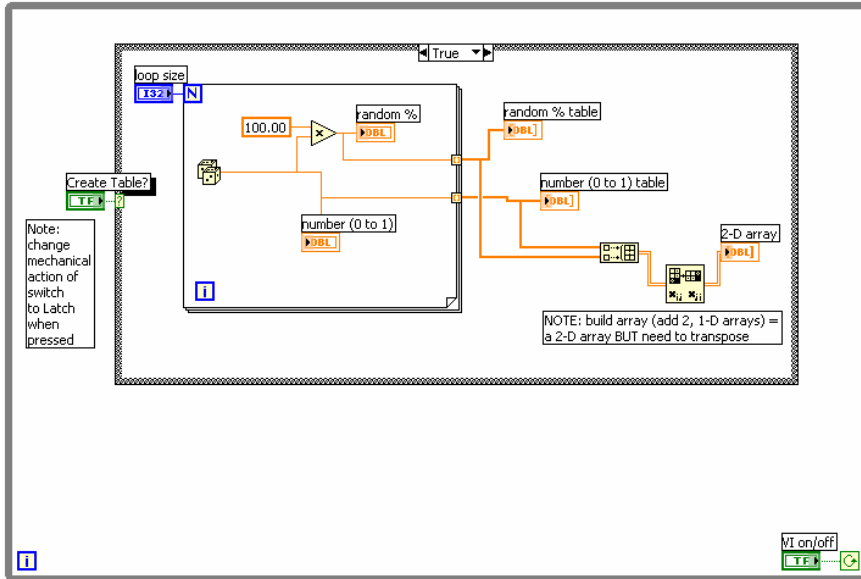 True
loop size
I32
N
random %
100.00
DBL
random % table
DBL]
Create Table?
TF
?
number (0 to 1) table
DBL]
number (0 to 1)
DBL
2-D array
DBL]
Note:
change
mechanical
action of
switch
to Latch
when
pressed
i
NOTE: build array (add 2, 1-D arrays) =
a 2-D array BUT need to transpose
i
VI on/off
TF